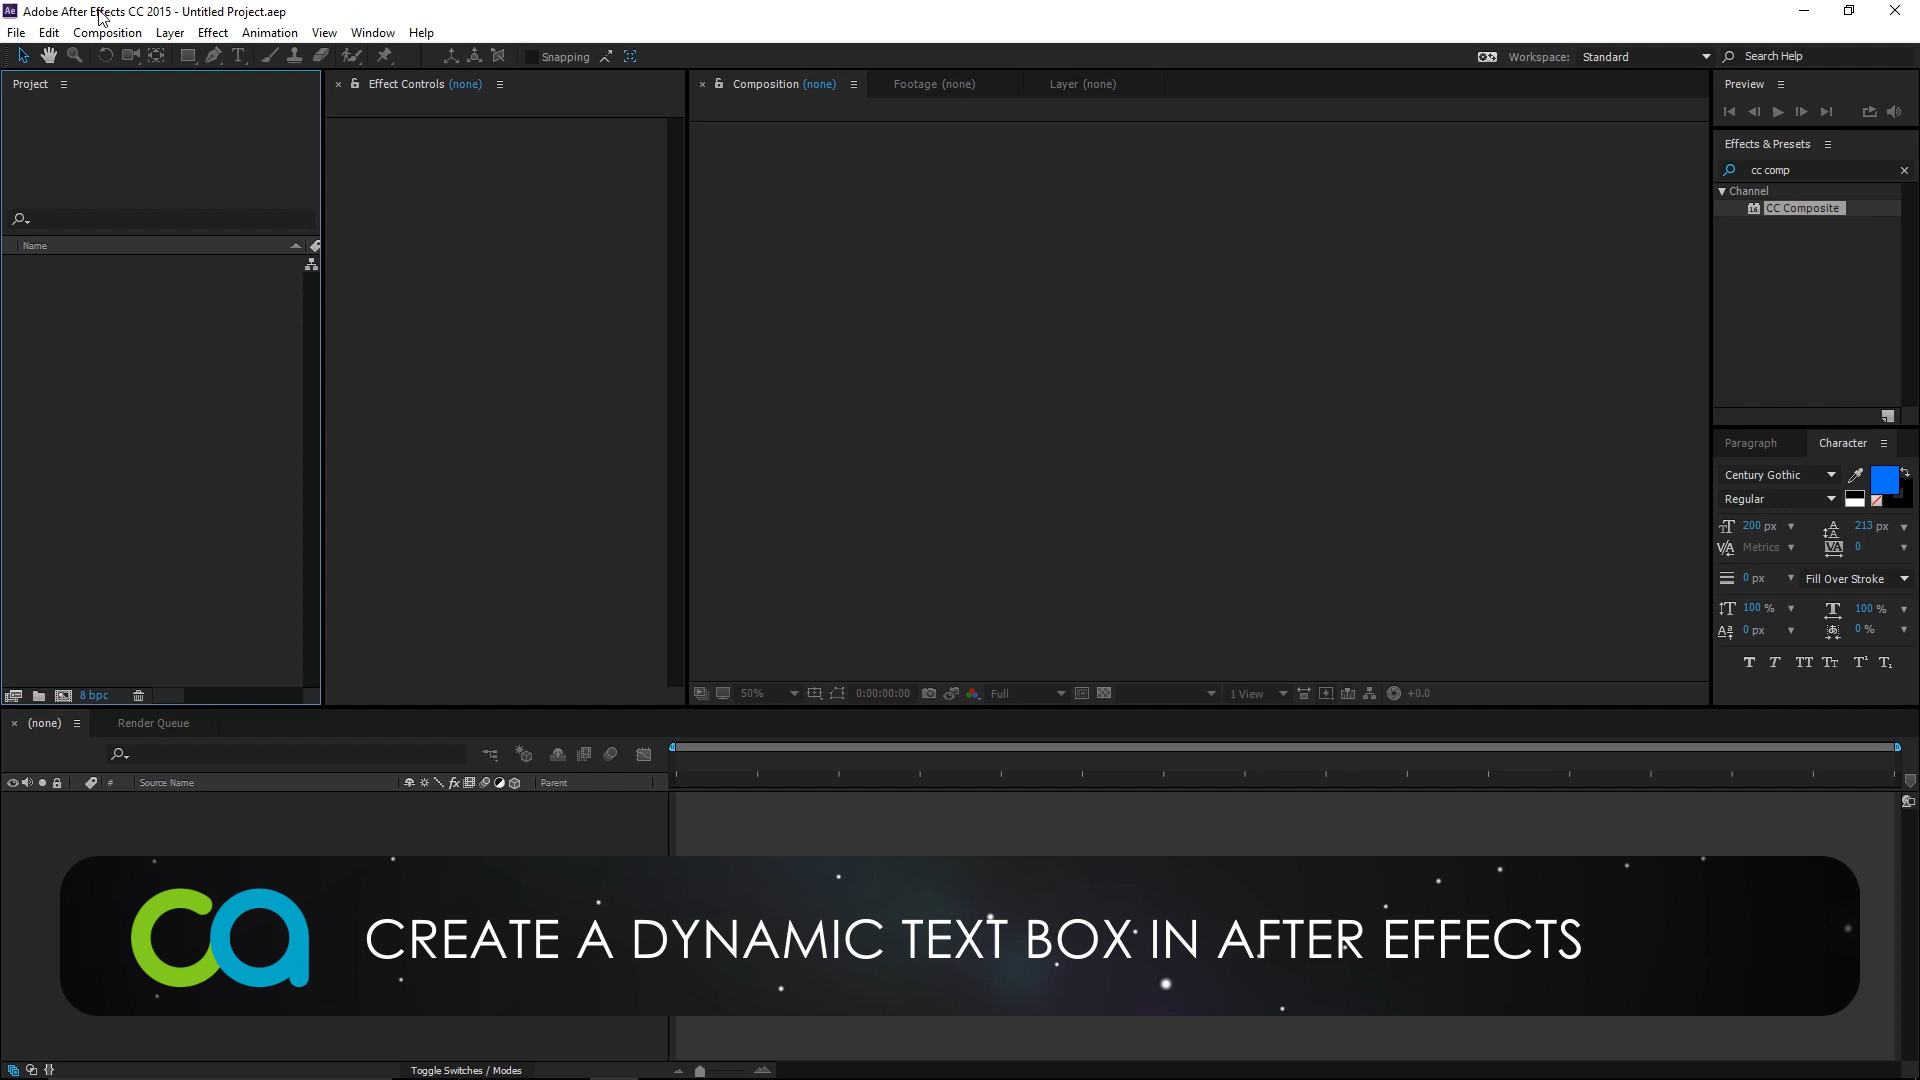 Ae Adobe After Effects CC 2015 - Untitled Project.aep
File Edit Composition Layer Effect Animation View Window Help
Snapping
Workspace: Standard
Search Help
Project
Name
8 bpc
Effect Controls (none)
Composition (none)
Footage (none)
Layer (none)
50%
0:00:00:00
Full
1 View
+0.0
Preview
Effects & Presets
cc comp
Channel
16 CC Composite
Paragraph
Character
Century Gothic
Regular
200 px
213 px
Metrics
0
0 px
Fill Over Stroke
100 %
100 %
0 px
0 %
(none)
Render Queue
# Source Name
fx
Parent
ca
CREATE A DYNAMIC TEXT BOX IN AFTER EFFECTS
Toggle Switches / Modes